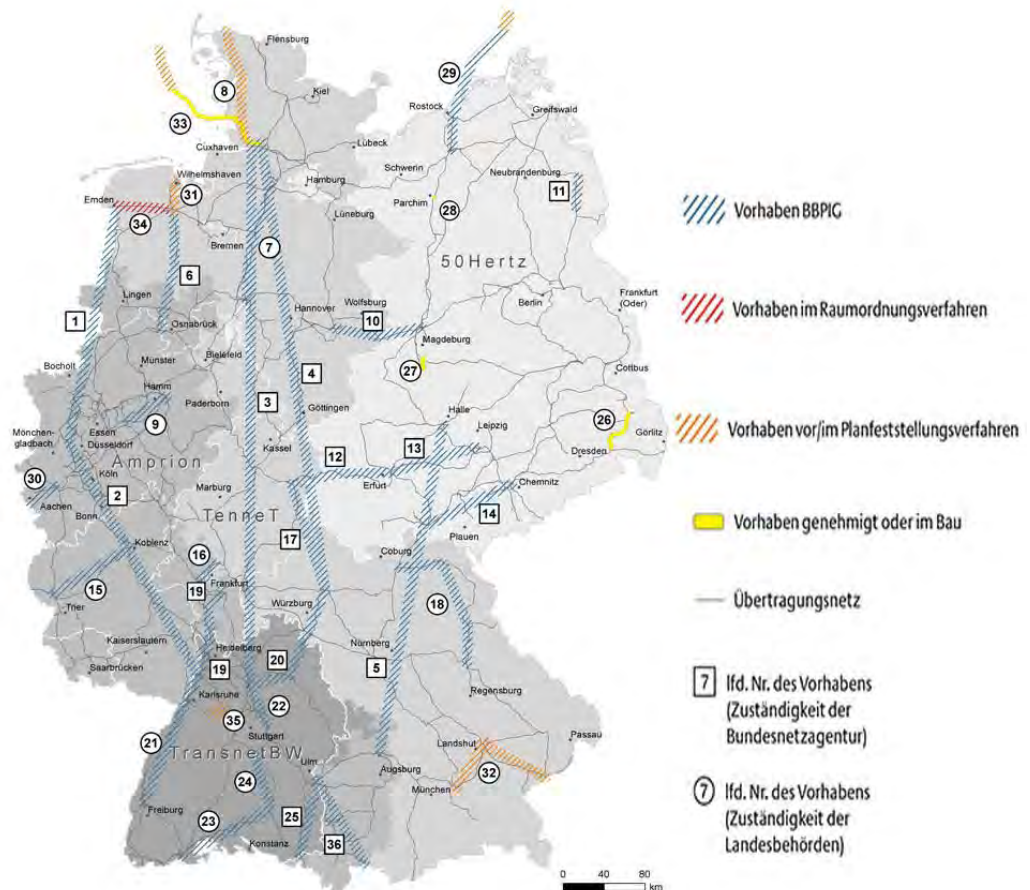 Flensburg
29
8
Kiel
Rostock
Greifswald
33
Cuxhaven
Lübeck
Wilhelmshaven
Schwerin
Neubrandenburg
Hamburg
11
Emden
31
Parchim
28
34
Lüneburg
Bremen
7
50Hertz
6
Berlin
Frankfurt
(Oder)
Lingen
Hannover
Wolfsburg
1
Osnabrück
10
Magdeburg
Bielefeld
Münster
Bocholt
27
Cottbus
4
Hamm
Paderborn
3
Göttingen
Halle
26
Essen
9
Leipzig
Mönchen-
gladbach
Düsseldorf
Görlitz
Kassel
13
Dresden
Amprion
12
30
Köln
Erfurt
Chemnitz
Marburg
Aachen
2
Bonn
TenneT
14
Plauen
17
Koblenz
Coburg
16
Frankfurt
15
19
18
Trier
Würzburg
Kaiserslautern
Nürnberg
Heidelberg
20
5
Saarbrücken
19
Regensburg
Karlsruhe
22
35
21
Stuttgart
TransnetBW
Landshut
Passau
Ulm
Augsburg
32
24
München
Freiburg
25
23
Konstanz
36
0 40 80
km
Vorhaben BBPlG
Vorhaben im Raumordnungsverfahren
Vorhaben vor/im Planfeststellungsverfahren
Vorhaben genehmigt oder im Bau
Übertragungsnetz
7 lfd. Nr. des Vorhabens
(Zuständigkeit der
Bundesnetzagentur)
7 lfd. Nr. des Vorhabens
(Zuständigkeit der
Landesbehörden)